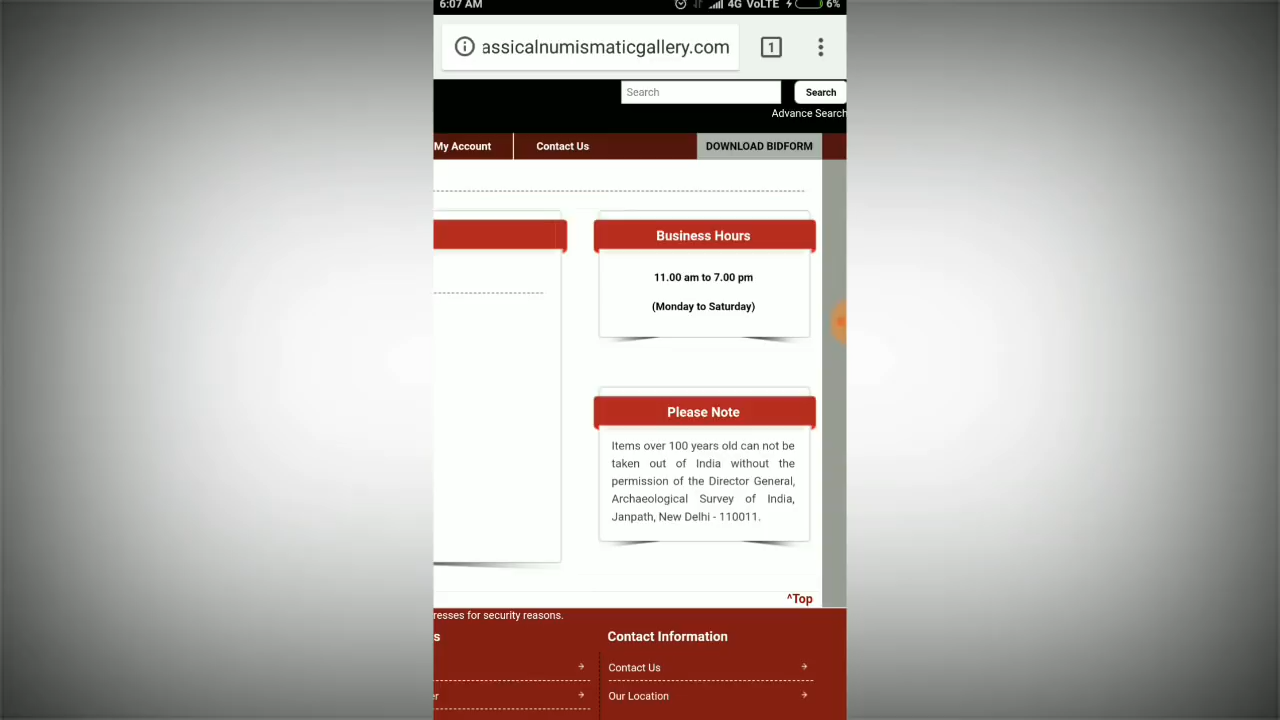 6:07 AM
4G VoLTE
6%
assicalnumismaticgallery.com
1
Search
Search
Advance Search
My Account
Contact Us
DOWNLOAD BIDFORM
Business Hours
11.00 am to 7.00 pm
(Monday to Saturday)
Please Note
Items over 100 years old can not be
taken out of India without the
permission of the Director General,
Archaeological Survey of India,
Janpath, New Delhi - 110011.
^Top
resses for security reasons.
s
Contact Information
Contact Us
er
Our Location